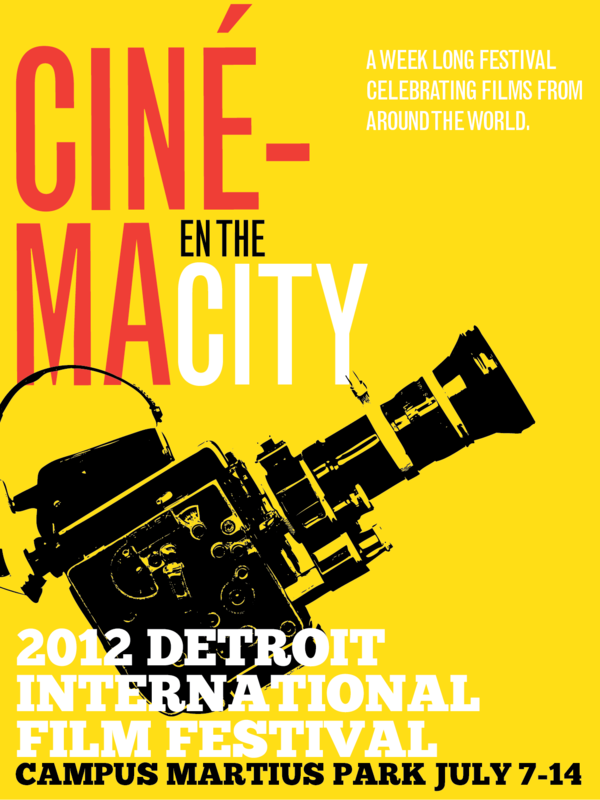 CINÉ-
MA
EN THE
CITY
A WEEK LONG FESTIVAL
CELEBRATING FILMS FROM
AROUND THE WORLD.
2012 DETROIT
INTERNATIONAL
FILM FESTIVAL
CAMPUS MARTIUS PARK JULY 7-14